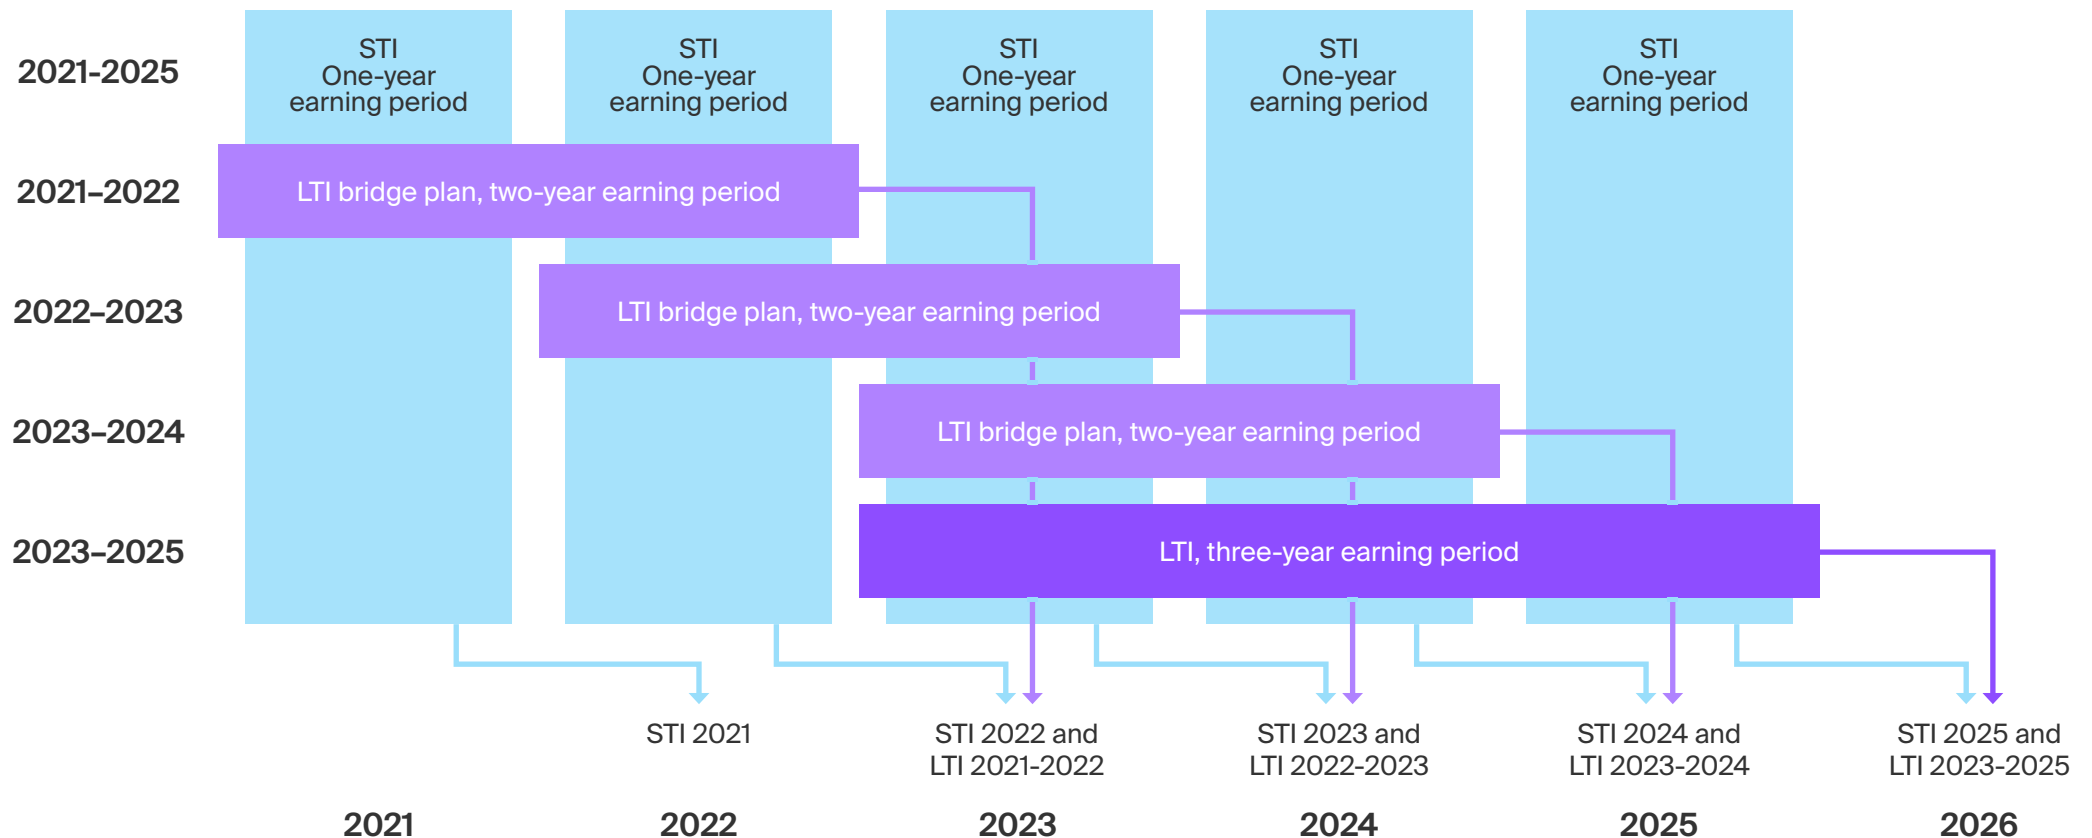 2021-2025
STI
One-year
earning period
STI
One-year
earning period
STI
One-year
earning period
STI
One-year
earning period
STI
One-year
earning period
2021–2022
LTI bridge plan, two-year earning period
2022–2023
LTI bridge plan, two-year earning period
2023–2024
LTI bridge plan, two-year earning period
2023–2025
LTI, three-year earning period
STI 2021
STI 2022 and
LTI 2021-2022
STI 2023 and
LTI 2022-2023
STI 2024 and
LTI 2023-2024
STI 2025 and
LTI 2023-2025
2021
2022
2023
2024
2025
2026